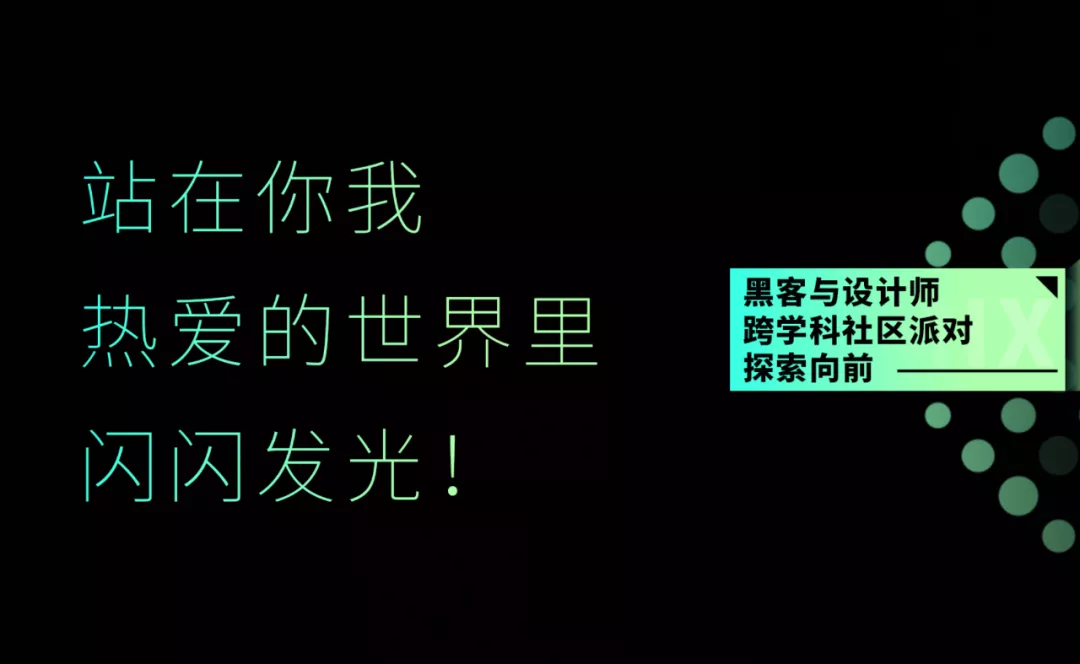 站在你我
热爱的世界里
闪闪发光！
黑客与设计师
跨学科社区派对
探索向前